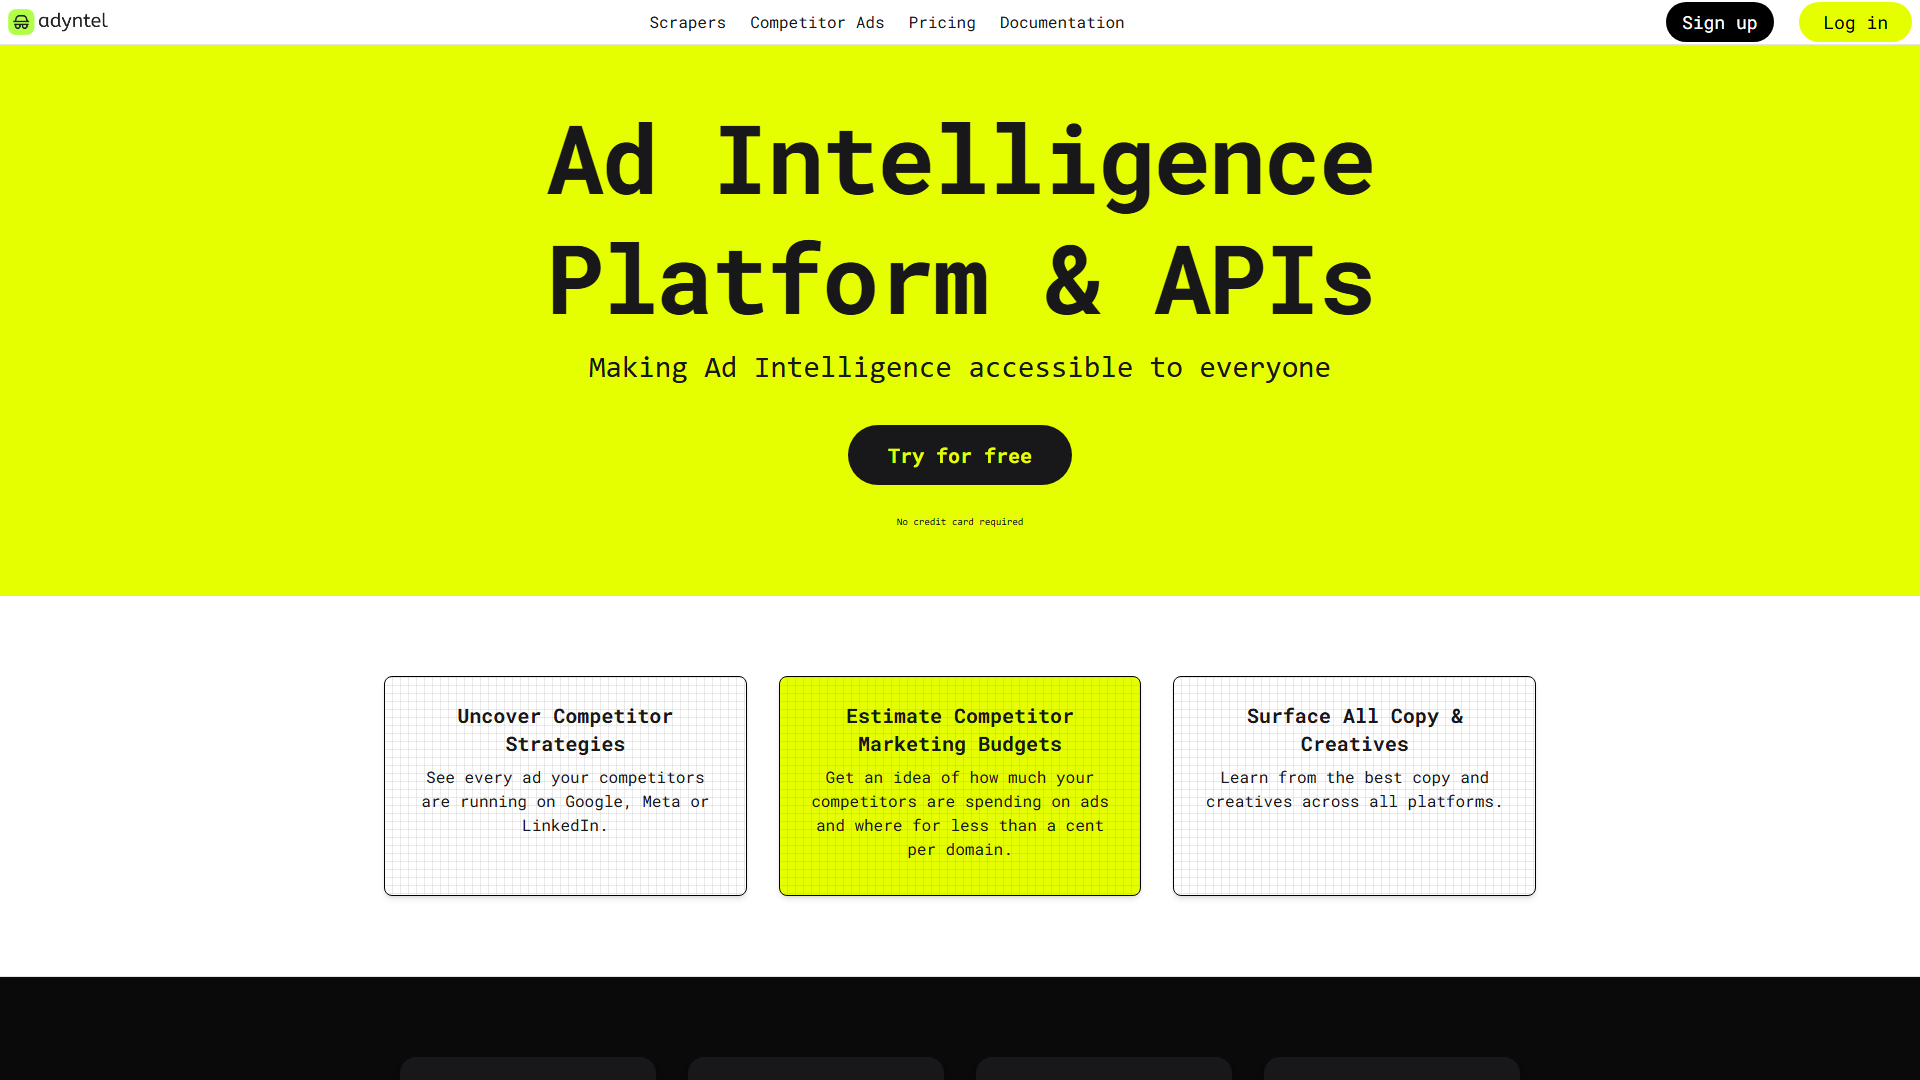 adyntel
Scrapers Competitor Ads Pricing Documentation
Sign up
Log in
Ad Intelligence
Platform & APIs
Making Ad Intelligence accessible to everyone
Try for free
No credit card required
Uncover Competitor
Strategies
See every ad your competitors
are running on Google, Meta or
LinkedIn.
Estimate Competitor
Marketing Budgets
Get an idea of how much your
competitors are spending on ads
and where for less than a cent
per domain.
Surface All Copy &
Creatives
Learn from the best copy and
creatives across all platforms.